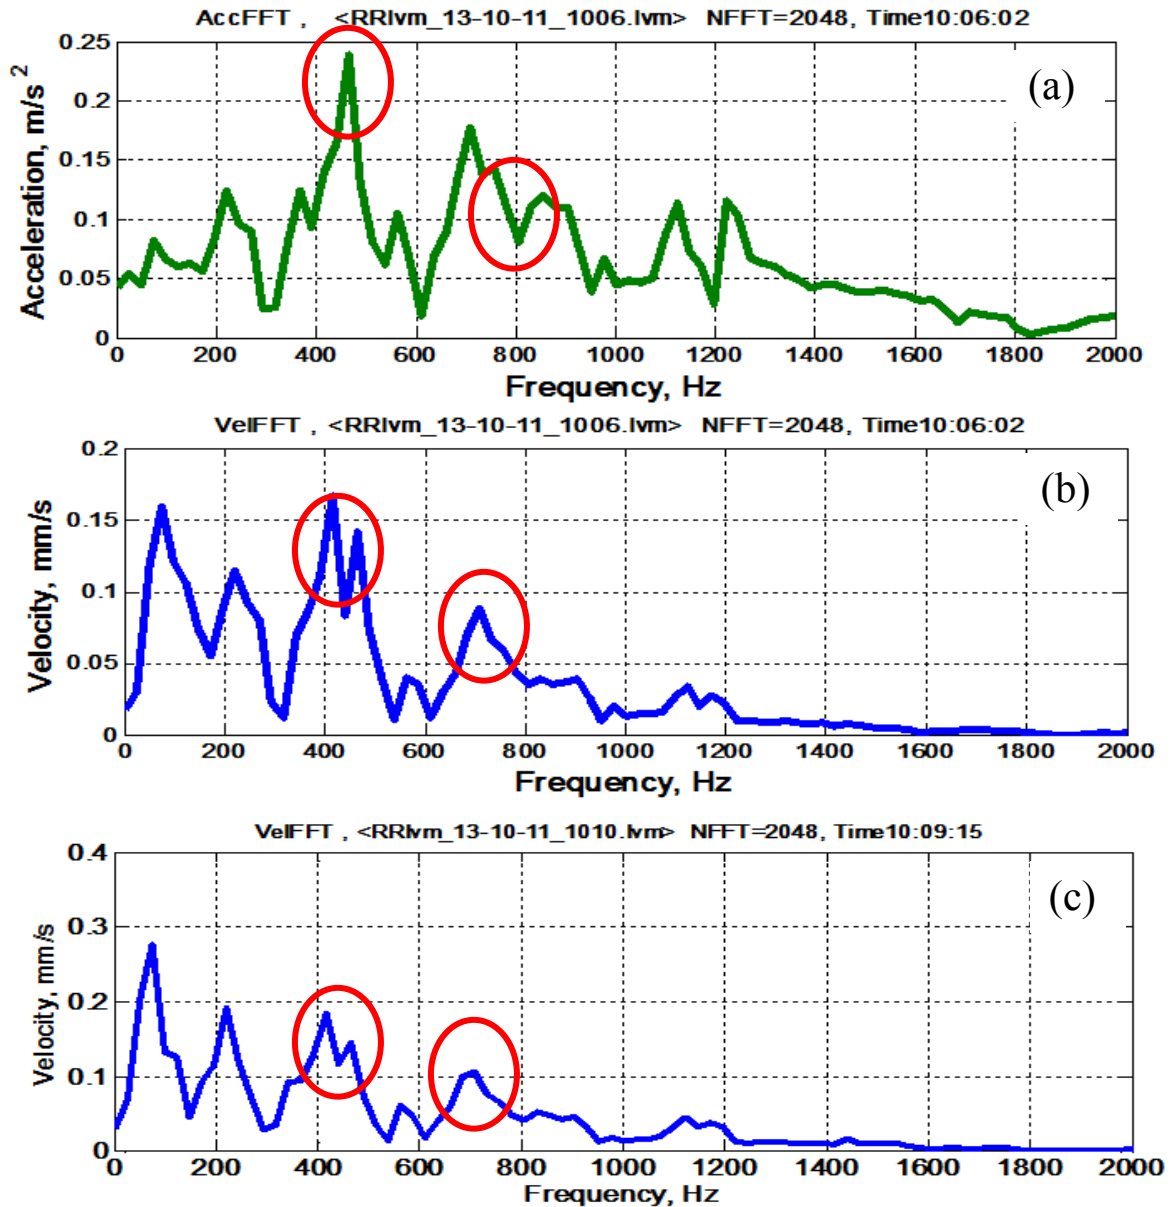 AccFFT , <RRlvm_13-10-11_1006.lvm> NFFT=2048, Time10:06:02
0.25
0.2
0.15
0.1
0.05
0
Acceleration, m/s 2
(a)
0 200 400 600 800 1000 1200 1400 1600 1800 2000
Frequency, Hz
VelFFT , <RRlvm_13-10-11_1006.lvm> NFFT=2048, Time10:06:02
0.2
0.15
0.1
0.05
0
Velocity, mm/s
(b)
0 200 400 600 800 1000 1200 1400 1600 1800 2000
Frequency, Hz
VelFFT , <RRlvm_13-10-11_1010.lvm> NFFT=2048, Time10:09:15
0.4
0.3
0.2
0.1
0
Velocity, mm/s
(c)
0 200 400 600 800 1000 1200 1400 1600 1800 2000
Frequency, Hz